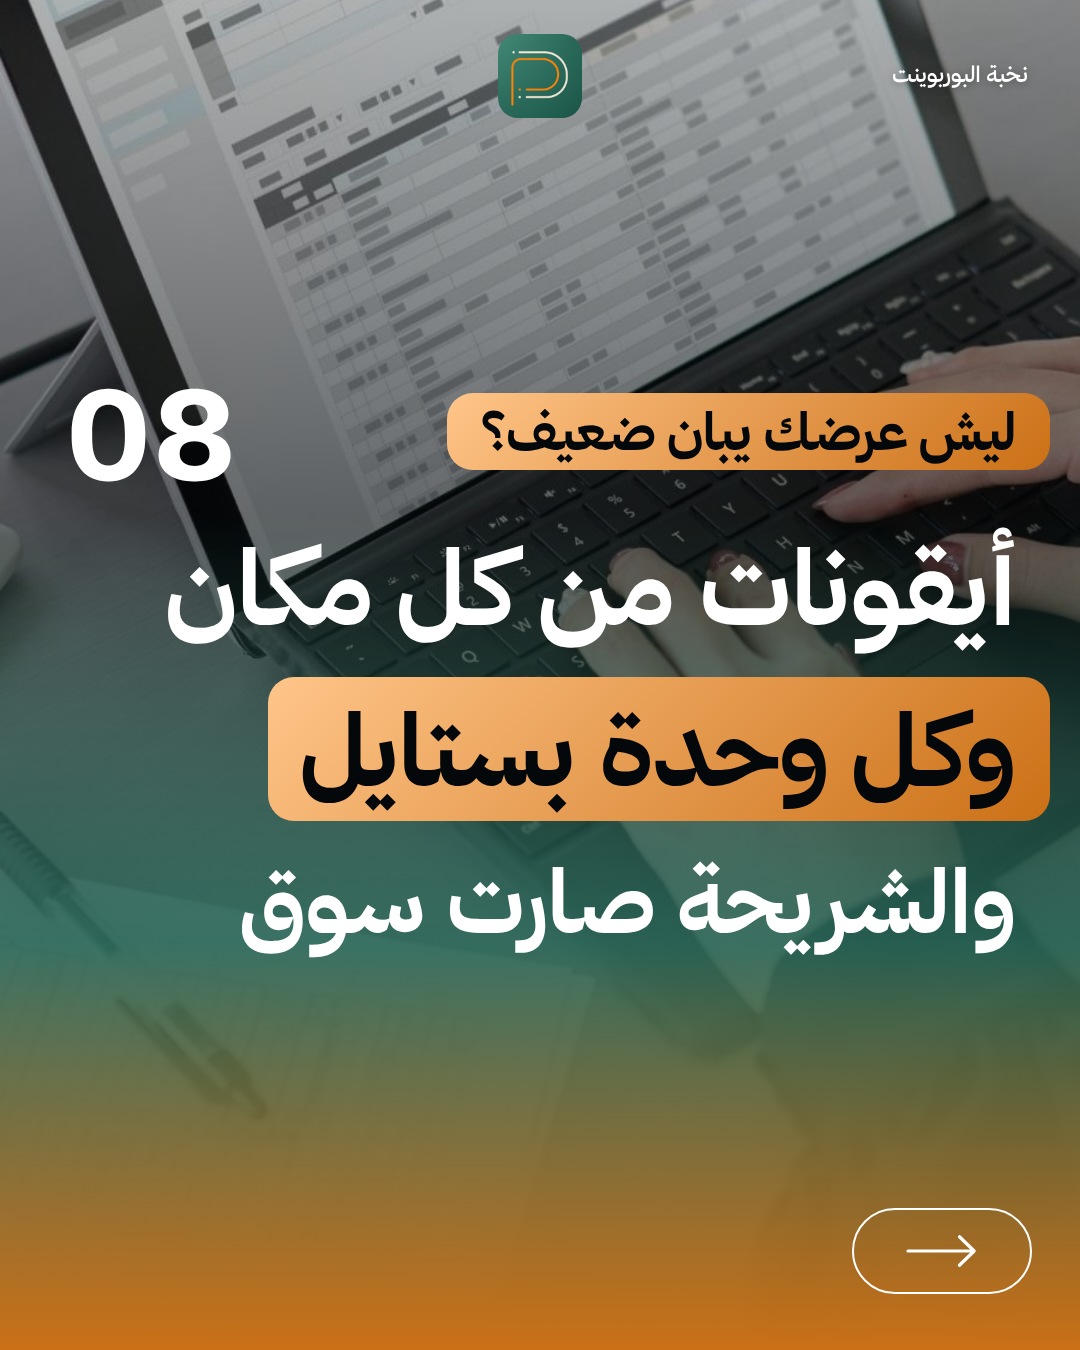 نخبة البوربوينت
ليش عرضك يبان ضعيف؟
08
أيقونات من كل مكان
وكل وحدة بستايل
والشريحة صارت سوق